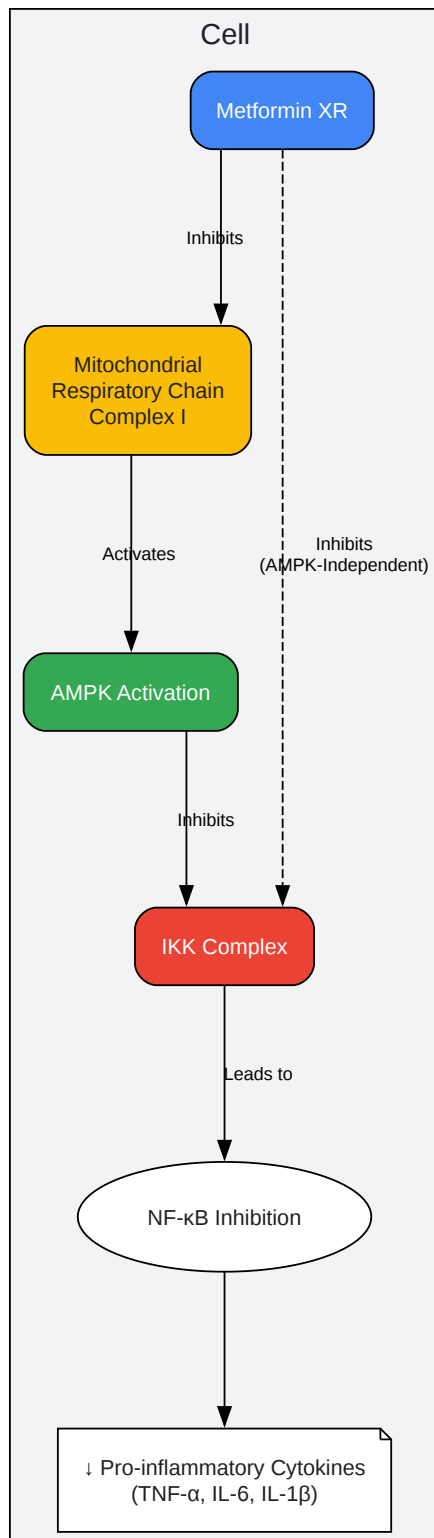 Cell
Metformin XR
Inhibits
Mitochondrial
Respiratory Chain
Complex I
Activates
Inhibits
(AMPK-Independent)
AMPK Activation
Inhibits
IKK Complex
Leads to
NF-κB Inhibition
↓ Pro-inflammatory Cytokines
(TNF-α, IL-6, IL-1β)